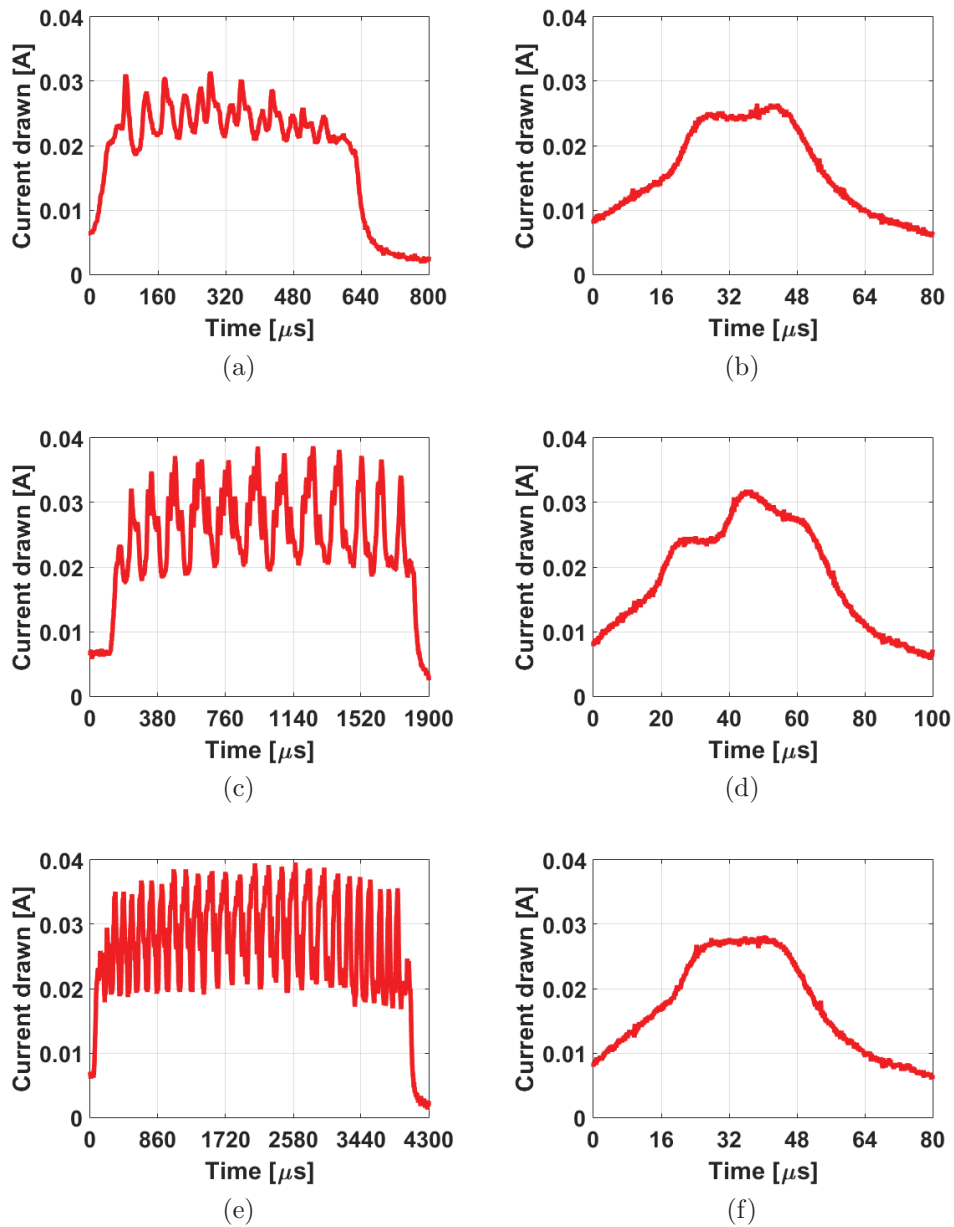 0.04
0.03
0.02
0.01
0
Current drawn [A]
0 160 320 480 640 800
Time [μs]
(a)
0.04
0.03
0.02
0.01
0
Current drawn [A]
0 16 32 48 64 80
Time [μs]
(b)
0.04
0.03
0.02
0.01
0
Current drawn [A]
0 380 760 1140 1520 1900
Time [μs]
(c)
0.04
0.03
0.02
0.01
0
Current drawn [A]
0 20 40 60 80 100
Time [μs]
(d)
0.04
0.03
0.02
0.01
0
Current drawn [A]
0 860 1720 2580 3440 4300
Time [μs]
(e)
0.04
0.03
0.02
0.01
0
Current drawn [A]
0 16 32 48 64 80
Time [μs]
(f)